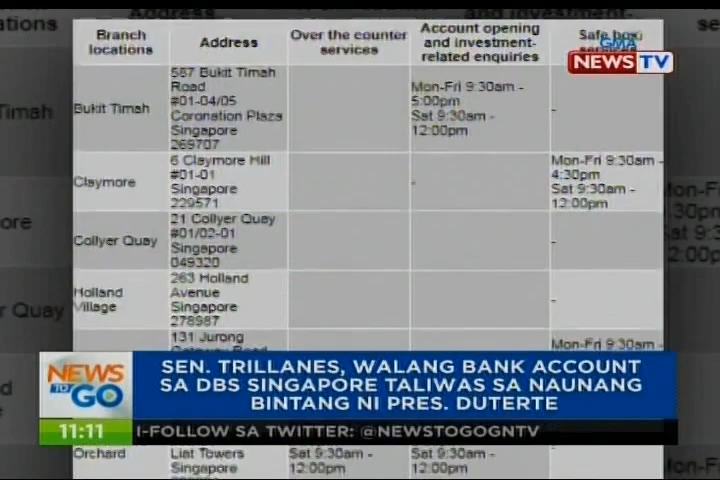 Branch locations
Address
Over the counter services
Account opening and investment-related enquiries
Safe box
GMA
NEWS TV
Bukit Timah
587 Bukit Timah
Road
#01-04/05
Coronation Plaza
Singapore
269707
Mon-Fri 9:30am -
5:00pm
Sat 9:30am -
12:00pm
-
Claymore
6 Claymore Hill
#01-01
Singapore
229571
-
Mon-Fri 9:30am -
4:30pm
Sat 9:30am -
12:00pm
Collyer Quay
21 Collyer Quay
#01/02-01
Singapore
049320
-
Holland
Village
263 Holland
Avenue
Singapore
278987
-
131 Jurong
Mon-Fri 9:30am -
NEWS
TO
GO
SEN. TRILLANES, WALANG BANK ACCOUNT
SA DBS SINGAPORE TALIWAS SA NAUNANG
BINTANG NI PRES. DUTERTE
11:11
I-FOLLOW SA TWITTER: @NEWSTOGOGNTV
Orchard
Liat Towers
Singapore
Sat 9:30am -
12:00pm
Sat 9:30am -
12:00pm